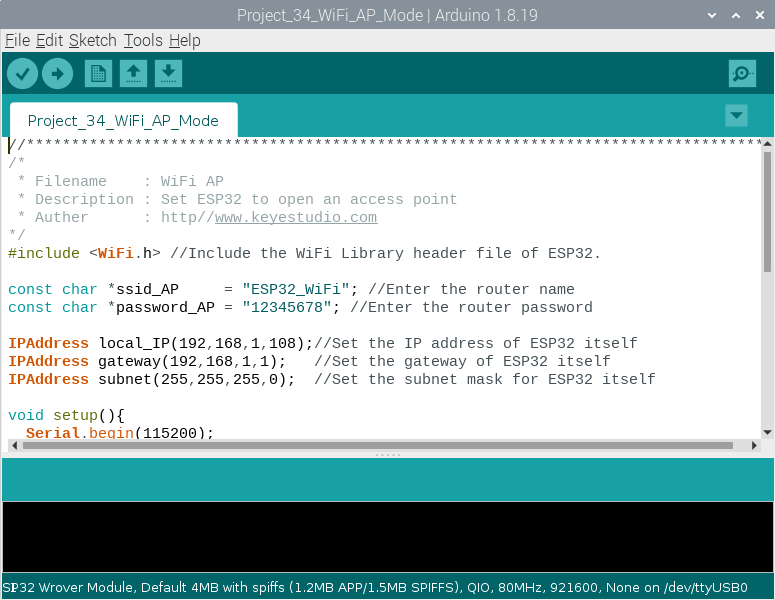 Project_34_WiFi_AP_Mode | Arduino 1.8.19
File Edit Sketch Tools Help
Project_34_WiFi_AP_Mode
//**********************************************************************************
/*
 * Filename    : WiFi AP
 * Description : Set ESP32 to open an access point
 * Auther      : http//www.keyestudio.com
*/
#include <WiFi.h> //Include the WiFi Library header file of ESP32.
const char *ssid_AP     = "ESP32_WiFi"; //Enter the router name
const char *password_AP = "12345678"; //Enter the router password
IPAddress local_IP(192,168,1,108);//Set the IP address of ESP32 itself
IPAddress gateway(192,168,1,1);   //Set the gateway of ESP32 itself
IPAddress subnet(255,255,255,0);  //Set the subnet mask for ESP32 itself
void setup(){
  Serial.begin(115200);
SP32 Wrover Module, Default 4MB with spiffs (1.2MB APP/1.5MB SPIFFS), QIO, 80MHz, 921600, None on /dev/ttyUSB0